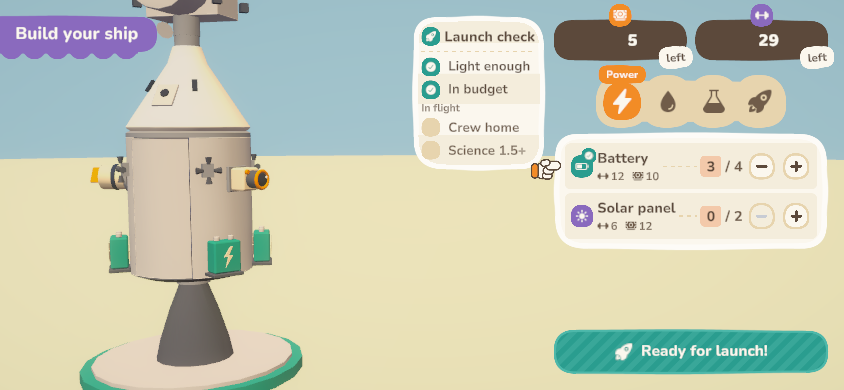 Build your ship
Launch check
Light enough
In budget
In flight
Crew home
Science 1.5+
5
left
29
left
Power
Battery
12 10
3 / 4
Solar panel
6 12
0 / 2
Ready for launch!